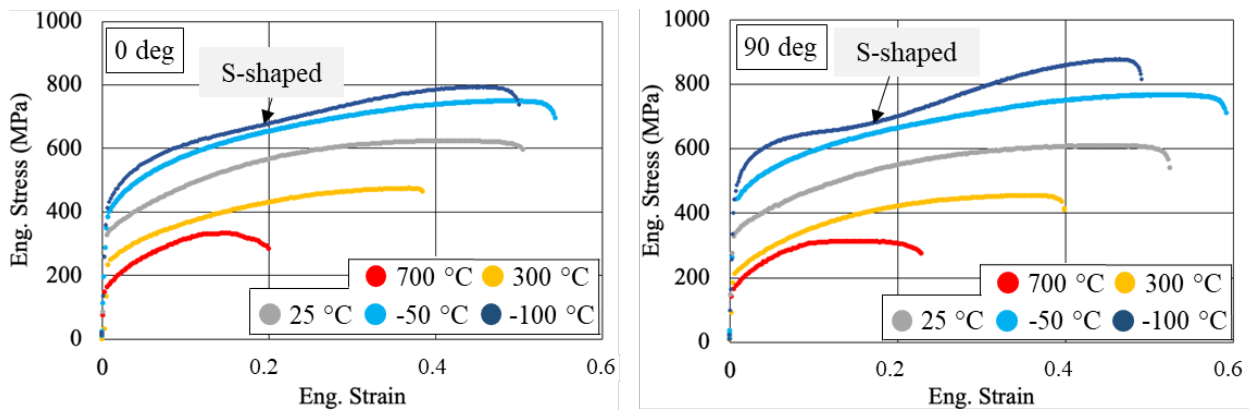 0 deg
S-shaped
Eng. Stress (MPa)
1000
800
600
400
200
0
0
0.2
0.4
0.6
Eng. Strain
700 °C
300 °C
25 °C
-50 °C
-100 °C
90 deg
S-shaped
Eng. Stress (MPa)
1000
800
600
400
200
0
0
0.2
0.4
0.6
Eng. Strain
700 °C
300 °C
25 °C
-50 °C
-100 °C